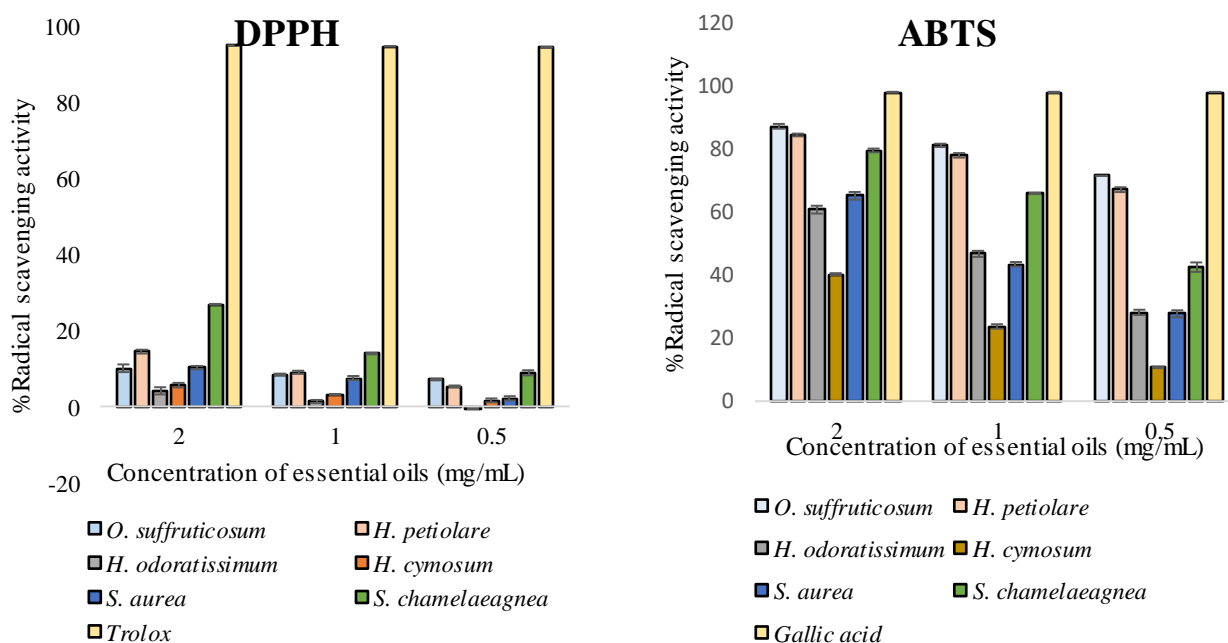 DPPH
%Radical scavenging activity
100
80
60
40
20
0
-20
2 1 0.5
Concentration of essential oils (mg/mL)
O. suffruticosum H. petiolare
H. odoratissimum H. cymosum
S. aurea S. chamelaeagnea
Trolox
ABTS
%Radical scavenging activity
120
100
80
60
40
20
0
2 1 0.5
Concentration of essential oils (mg/mL)
O. suffruticosum H. petiolare
H. odoratissimum H. cymosum
S. aurea S. chamelaeagnea
Gallic acid